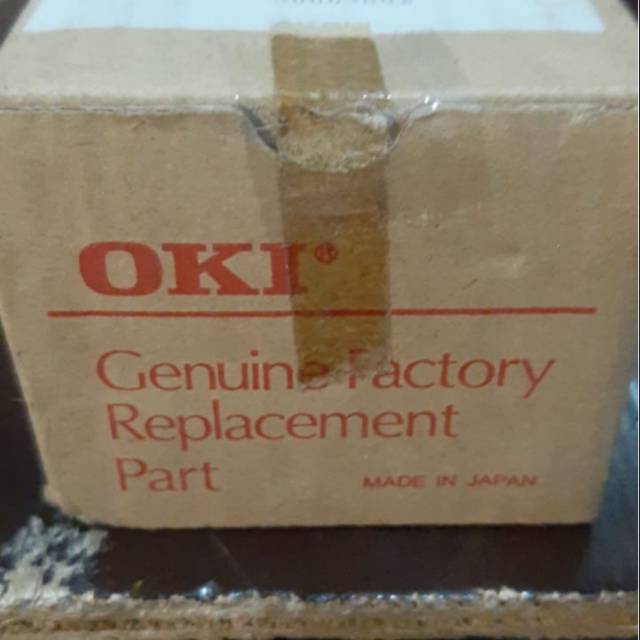 OKI®
Genuine Factory
Replacement
Part
MADE IN JAPAN